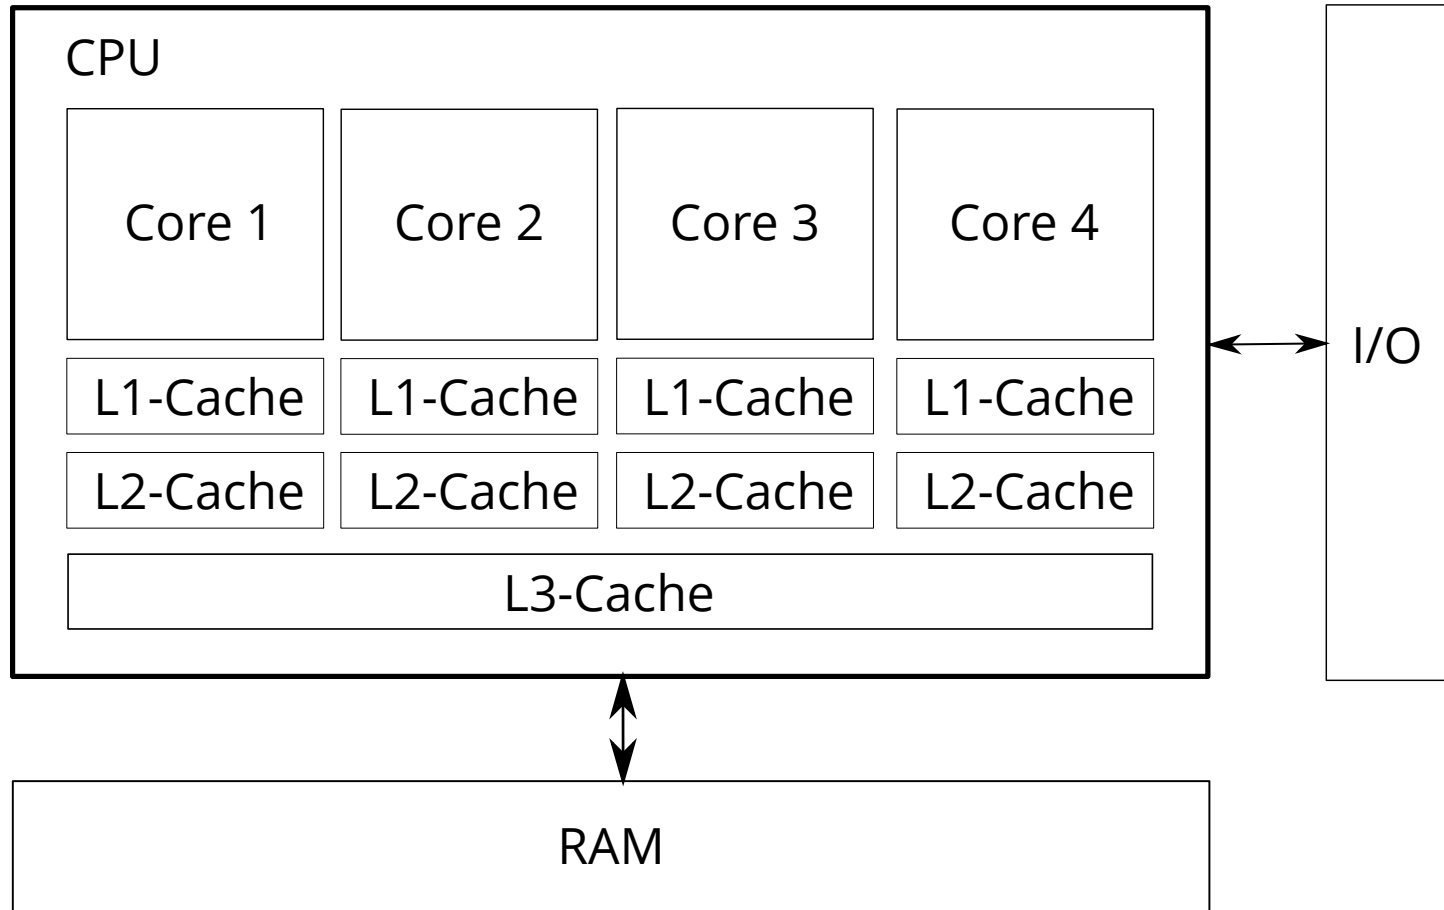 CPU
Core 1
Core 2
Core 3
Core 4
I/O
L1-Cache
L1-Cache
L1-Cache
L1-Cache
L2-Cache
L2-Cache
L2-Cache
L2-Cache
L3-Cache
RAM